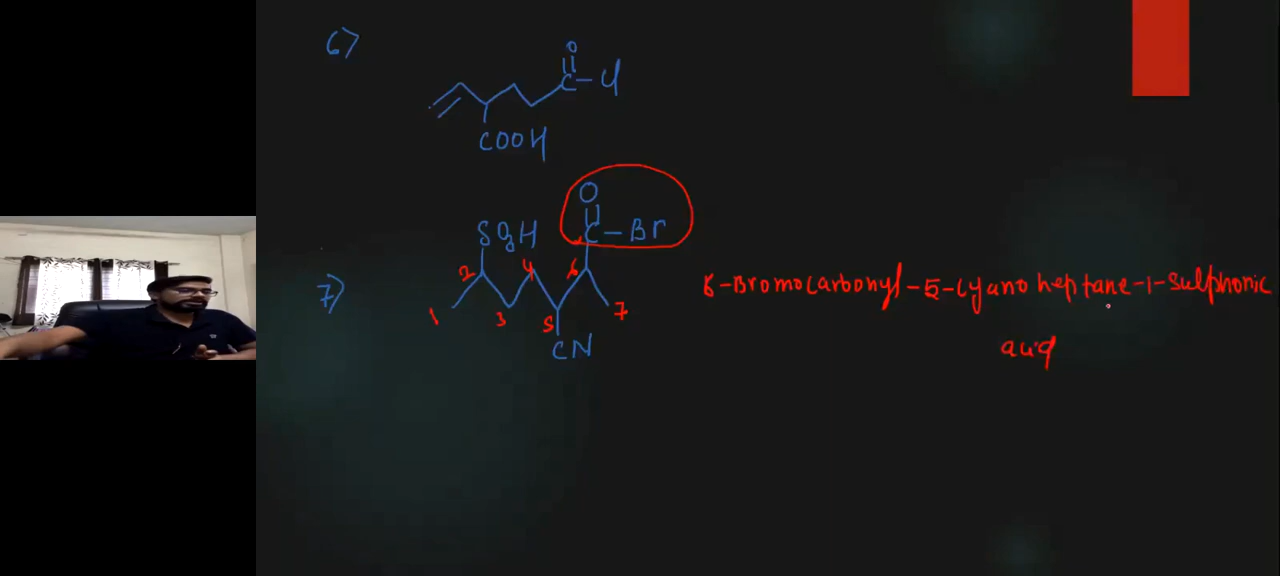 6)
O
C-Cl
COOH
O
SO3H C-Br
7) 2 4 6
1 3 5 7
CN
6-Bromocarbonyl-5-cyano heptane-1-sulphonic
acid